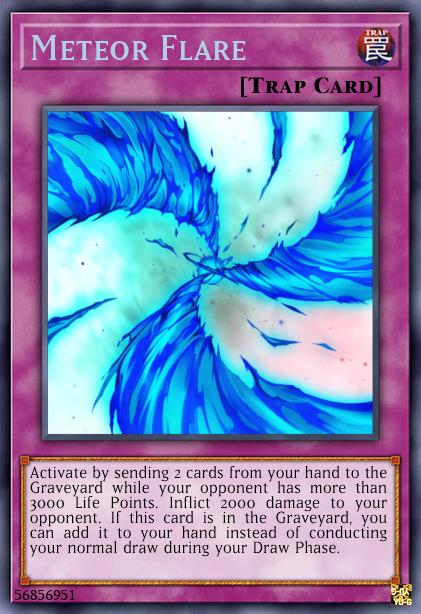 METEOR FLARE
TRAP
罠
[TRAP CARD]
Activate by sending 2 cards from your hand to the
Graveyard while your opponent has more than
3000 Life Points. Inflict 2000 damage to your
opponent. If this card is in the Graveyard, you
can add it to your hand instead of conducting
your normal draw during your Draw Phase.
56856951